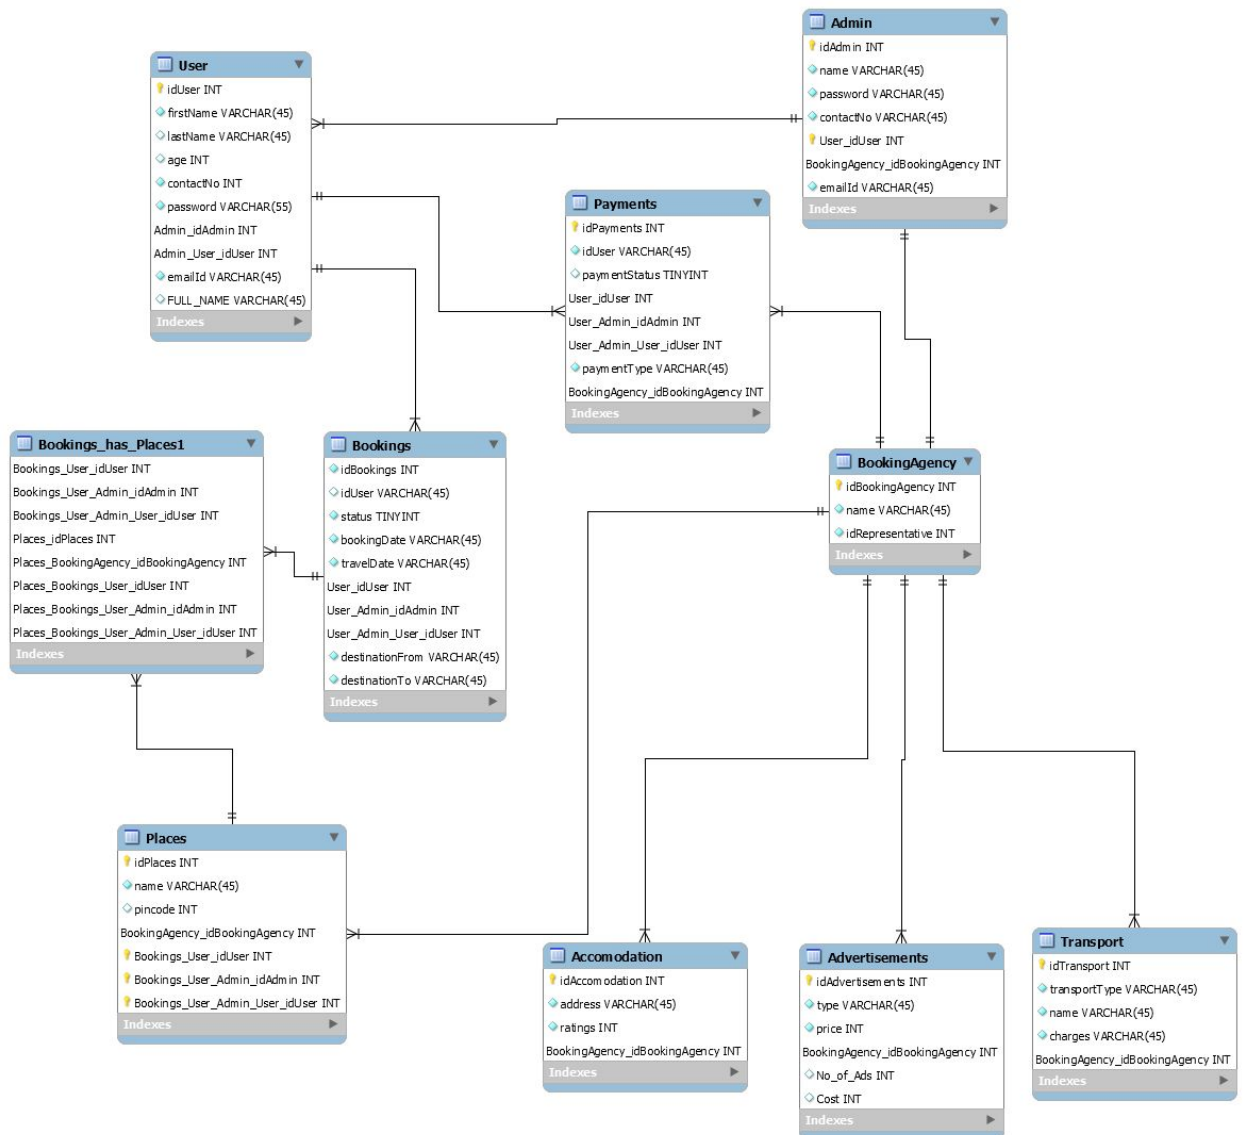 Admin
idAdmin INT
name VARCHAR(45)
password VARCHAR(45)
contactNo VARCHAR(45)
User_idUser INT
BookingAgency_idBookingAgency INT
emailId VARCHAR(45)
Indexes
User
idUser INT
firstName VARCHAR(45)
lastName VARCHAR(45)
age INT
contactNo INT
password VARCHAR(55)
Admin_idAdmin INT
Admin_User_idUser INT
emailId VARCHAR(45)
FULL_NAME VARCHAR(45)
Indexes
Payments
idPayments INT
idUser VARCHAR(45)
paymentStatus TINYINT
User_idUser INT
User_Admin_idAdmin INT
User_Admin_User_idUser INT
paymentType VARCHAR(45)
BookingAgency_idBookingAgency INT
Indexes
Bookings_has_Places1
Bookings_User_idUser INT
Bookings_User_Admin_idAdmin INT
Bookings_User_Admin_User_idUser INT
Places_idPlaces INT
Places_BookingAgency_idBookingAgency INT
Places_Bookings_User_idUser INT
Places_Bookings_User_Admin_idAdmin INT
Places_Bookings_User_Admin_User_idUser INT
Indexes
Bookings
idBookings INT
idUser VARCHAR(45)
status TINYINT
bookingDate VARCHAR(45)
travelDate VARCHAR(45)
User_idUser INT
User_Admin_idAdmin INT
User_Admin_User_idUser INT
destinationFrom VARCHAR(45)
destinationTo VARCHAR(45)
Indexes
BookingAgency
idBookingAgency INT
name VARCHAR(45)
idRepresentative INT
Indexes
Places
idPlaces INT
name VARCHAR(45)
pincode INT
BookingAgency_idBookingAgency INT
Bookings_User_idUser INT
Bookings_User_Admin_idAdmin INT
Bookings_User_Admin_User_idUser INT
Indexes
Accomodation
idAccomodation INT
address VARCHAR(45)
ratings INT
BookingAgency_idBookingAgency INT
Indexes
Advertisements
idAdvertisements INT
type VARCHAR(45)
price INT
BookingAgency_idBookingAgency INT
No_of_Ads INT
Cost INT
Indexes
Transport
idTransport INT
transportType VARCHAR(45)
name VARCHAR(45)
charges VARCHAR(45)
BookingAgency_idBookingAgency INT
Indexes